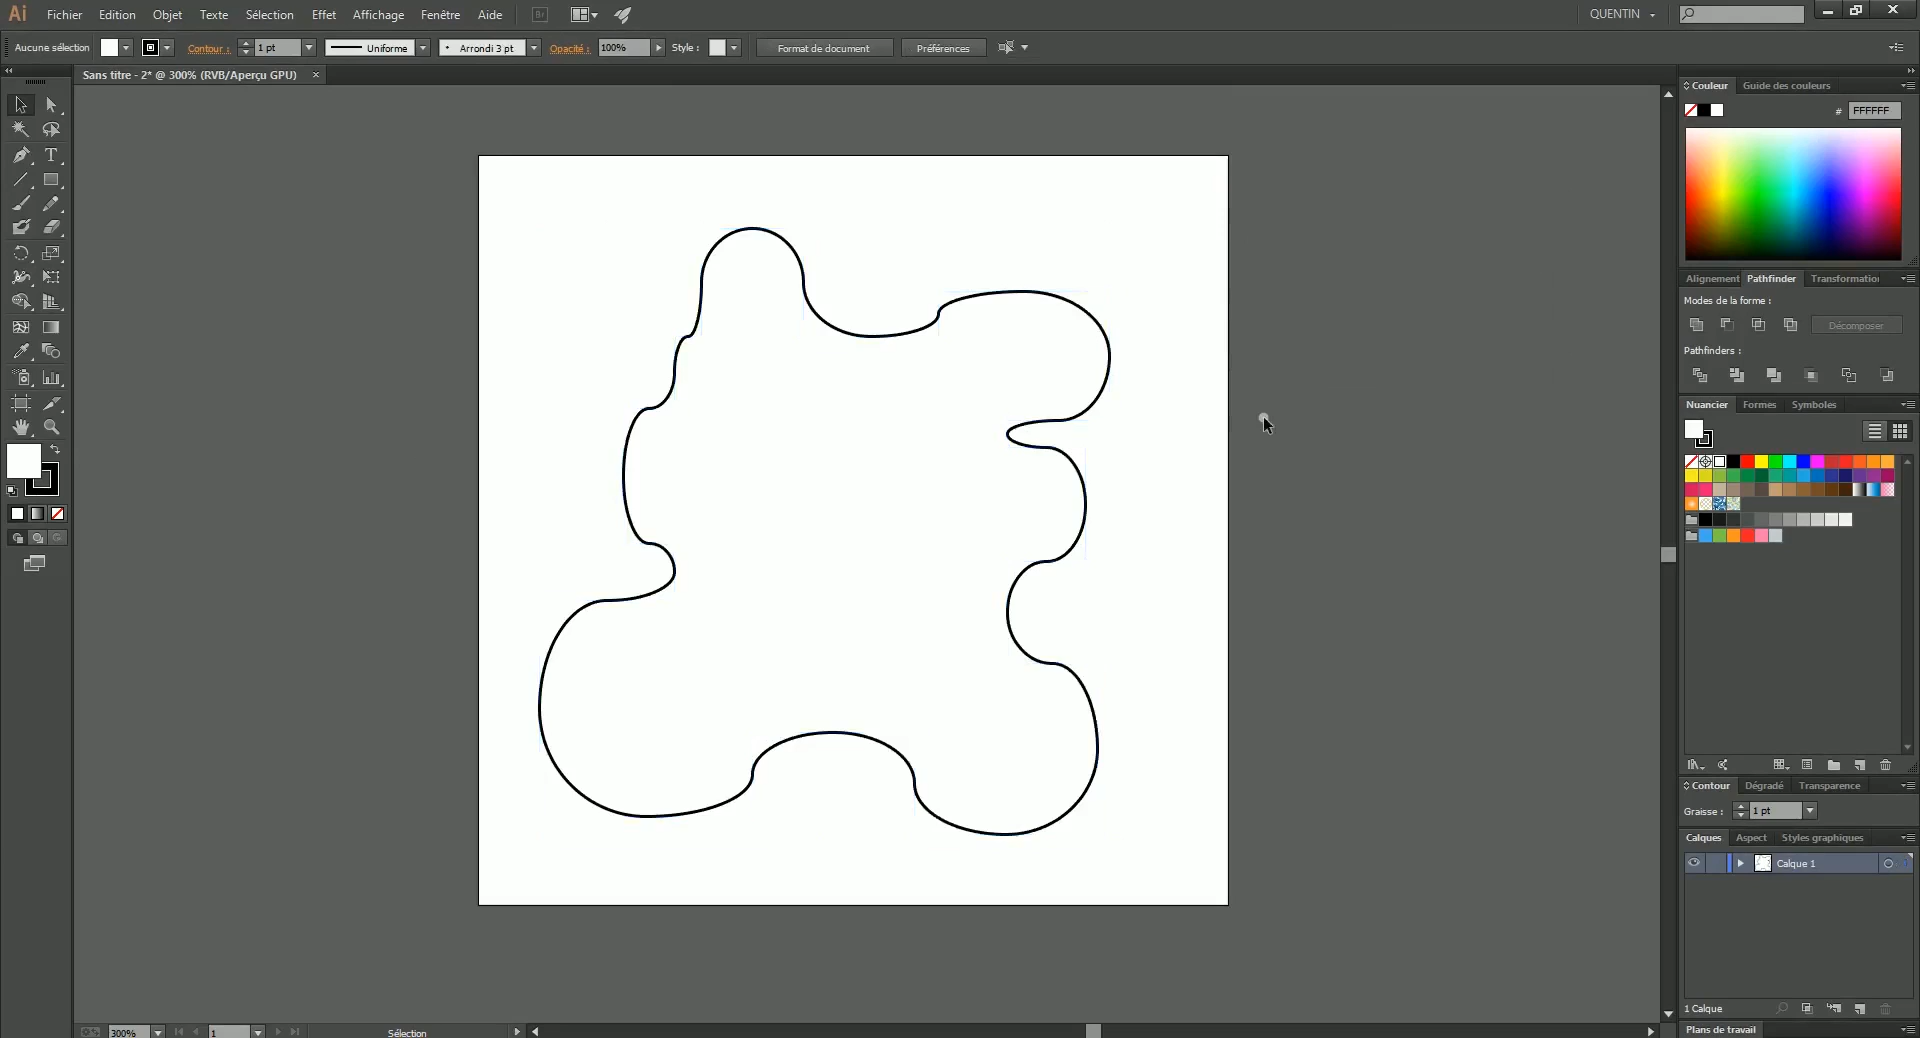 Ai Fichier Edition Objet Texte Sélection Effet Affichage Fenêtre Aide Br QUENTIN
Aucune sélection Contour : 1 pt Uniforme Arrondi 3 pt Opacité : 100% Style : Format de document Préférences
Sans titre - 2* @ 300% (RVB/Aperçu GPU)
Couleur Guide des couleurs
# FFFFFF
Alignement Pathfinder Transformatio
Modes de la forme :
Décomposer
Pathfinders :
Nuancier Formes Symboles
Contour Dégradé Transparence
Graisse : 1 pt
Calques Aspect Styles graphiques
Calque 1
1 Calque
Plans de travail
300% 1 Sélection